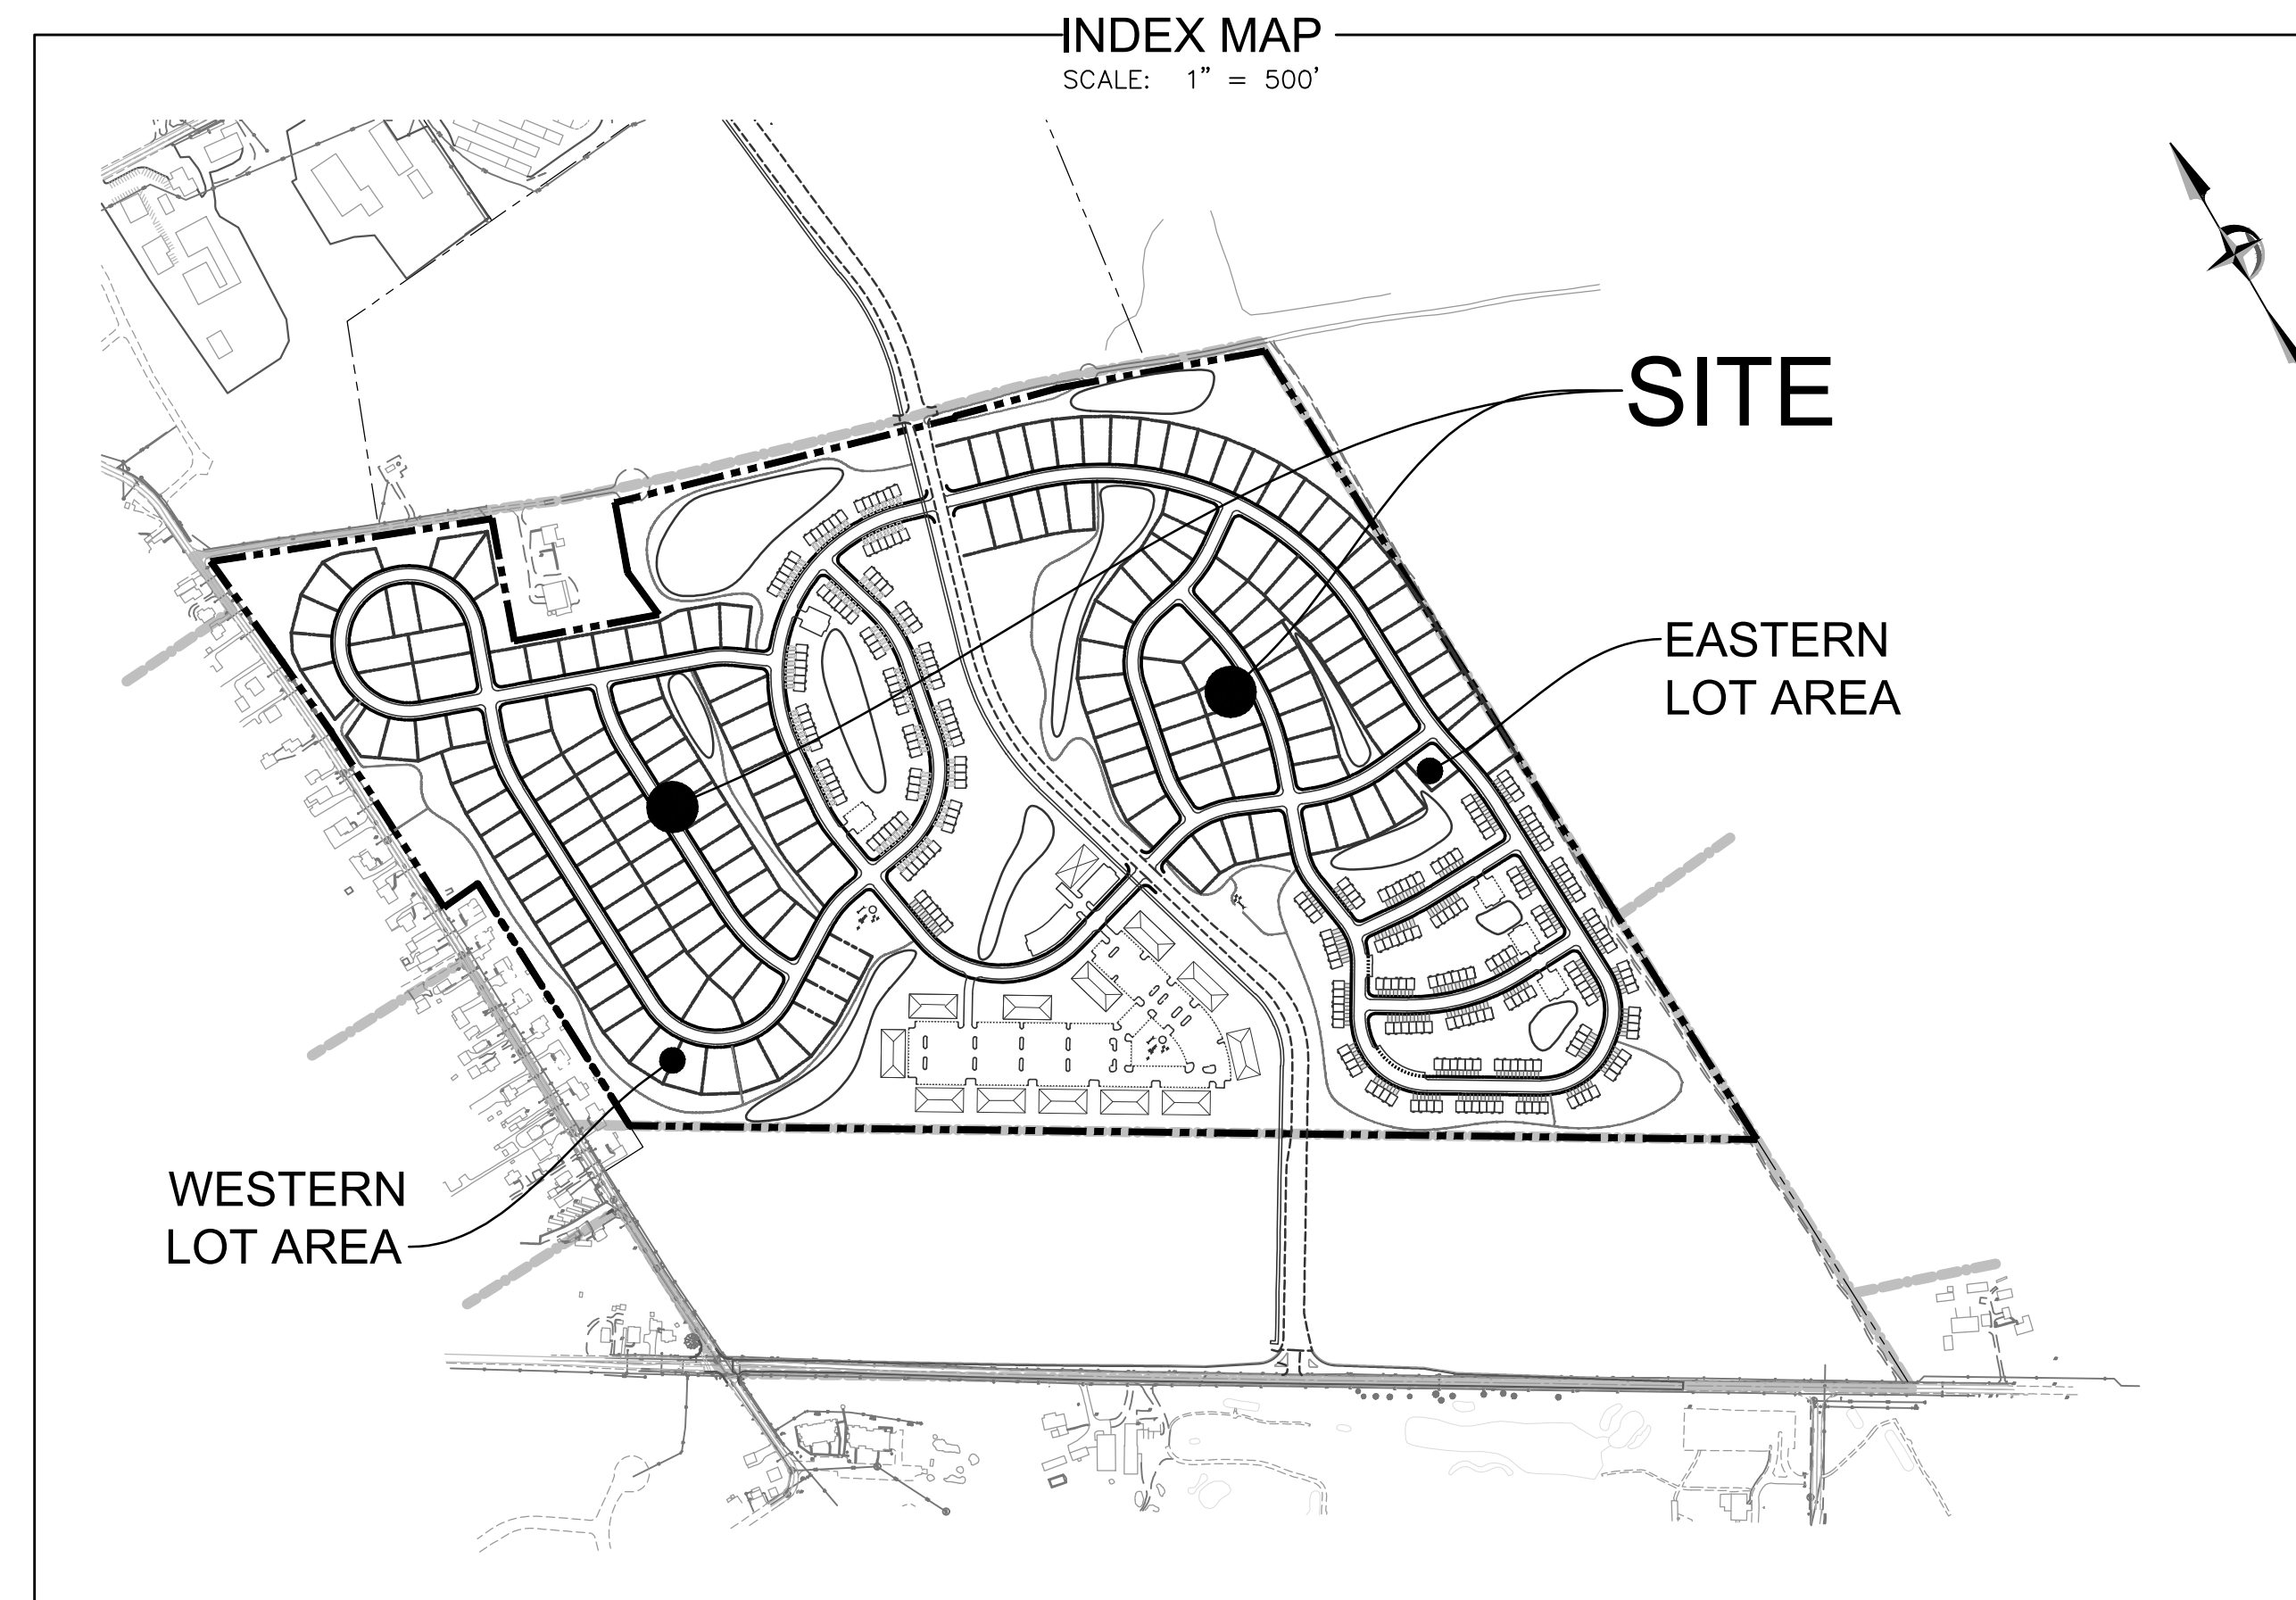 INDEX MAP
SCALE: 1" = 500'
SITE
EASTERN
LOT AREA
WESTERN
LOT AREA